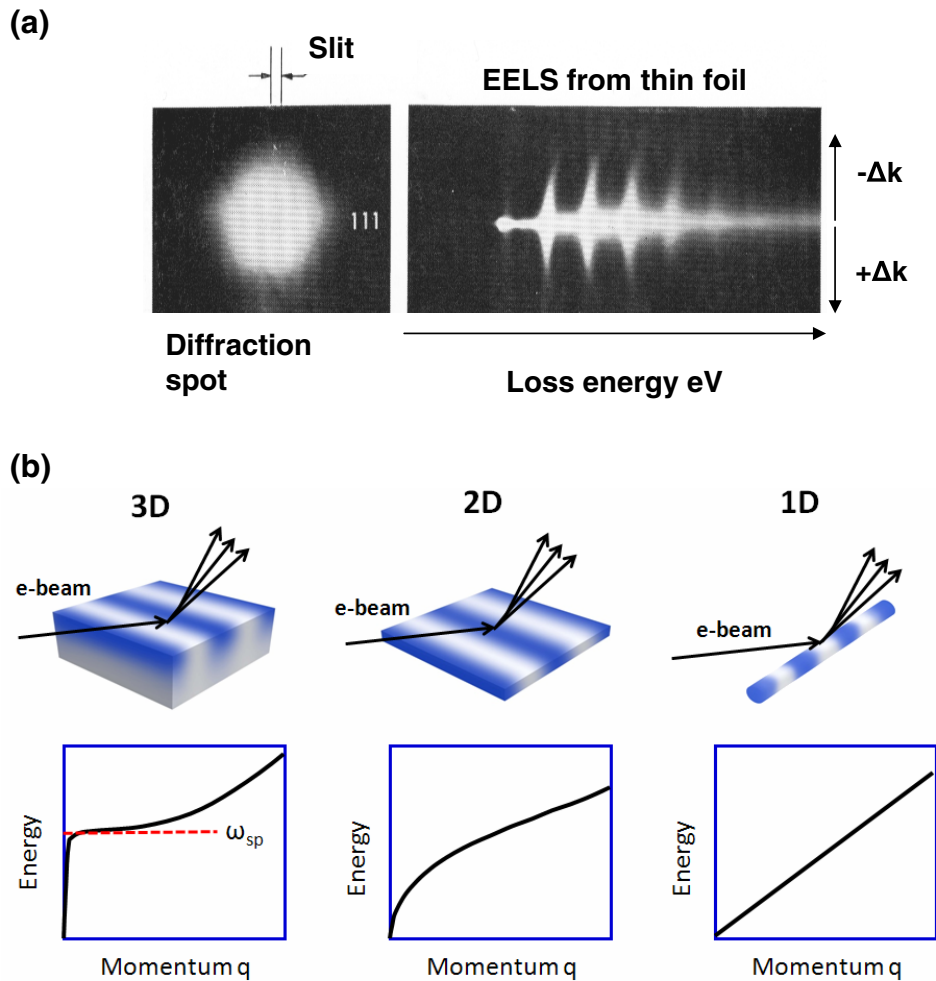 (a)
Slit
EELS from thin foil
111
-Δk
+Δk
Diffraction
spot
Loss energy eV
(b)
3D
2D
1D
e-beam
e-beam
e-beam
Energy
ωsp
Momentum q
Energy
Momentum q
Energy
Momentum q